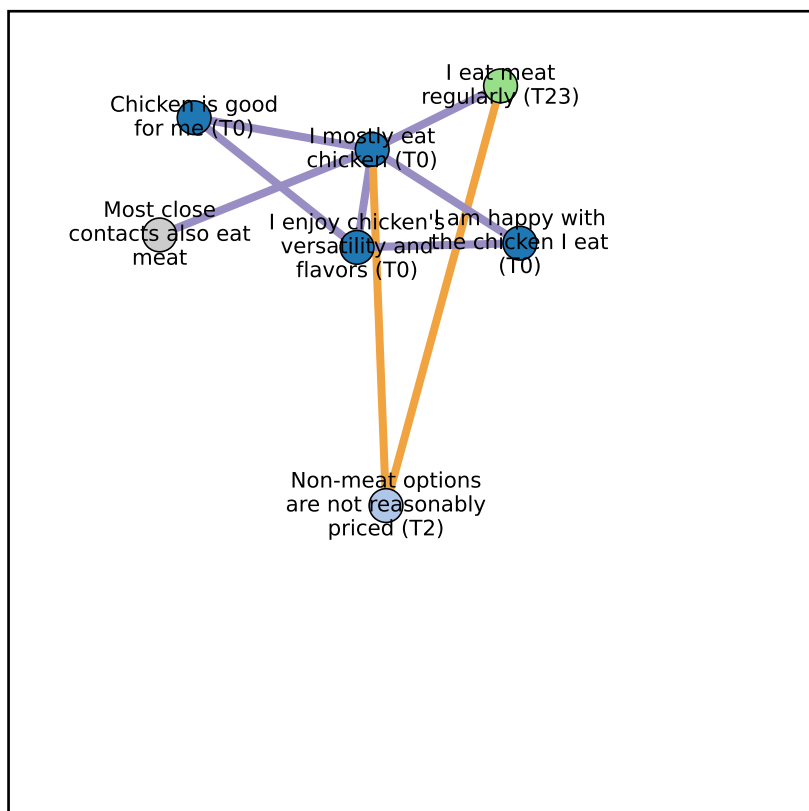 I eat meat
regularly (T23)
Chicken is good
for me (T0)
I mostly eat
chicken (T0)
Most close
contacts also eat
meat
I enjoy chicken's
versatility and
flavors (T0)
I am happy with
the chicken I eat
(T0)
Non-meat options
are not reasonably
priced (T2)